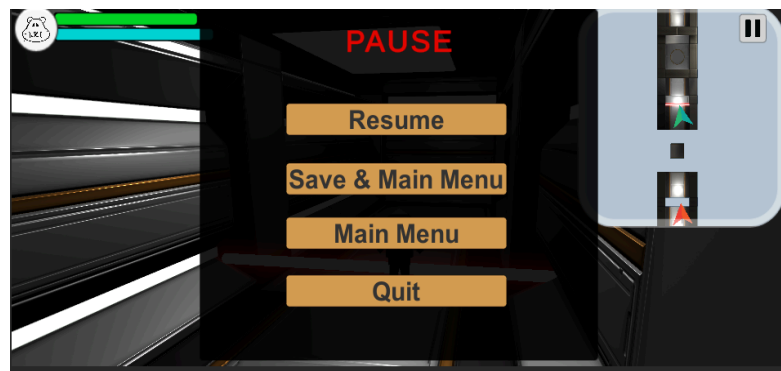 PAUSE
Resume
Save & Main Menu
Main Menu
Quit